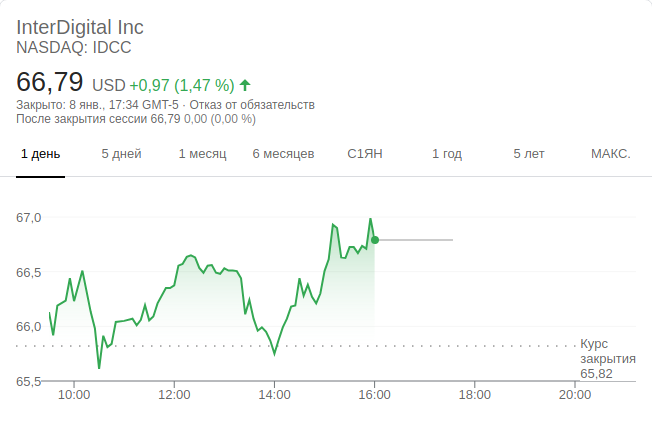 InterDigital Inc
NASDAQ: IDCC
66,79 USD +0,97 (1,47 %)
Закрыто: 8 янв., 17:34 GMT-5 · Отказ от обязательств
После закрытия сессии 66,79 0,00 (0,00 %)
1 день 5 дней 1 месяц 6 месяцев С1ЯН 1 год 5 лет МАКС.
67,0
66,5
66,0
Курс
закрытия
65,82
65,5
10:00 12:00 14:00 16:00 18:00 20:00